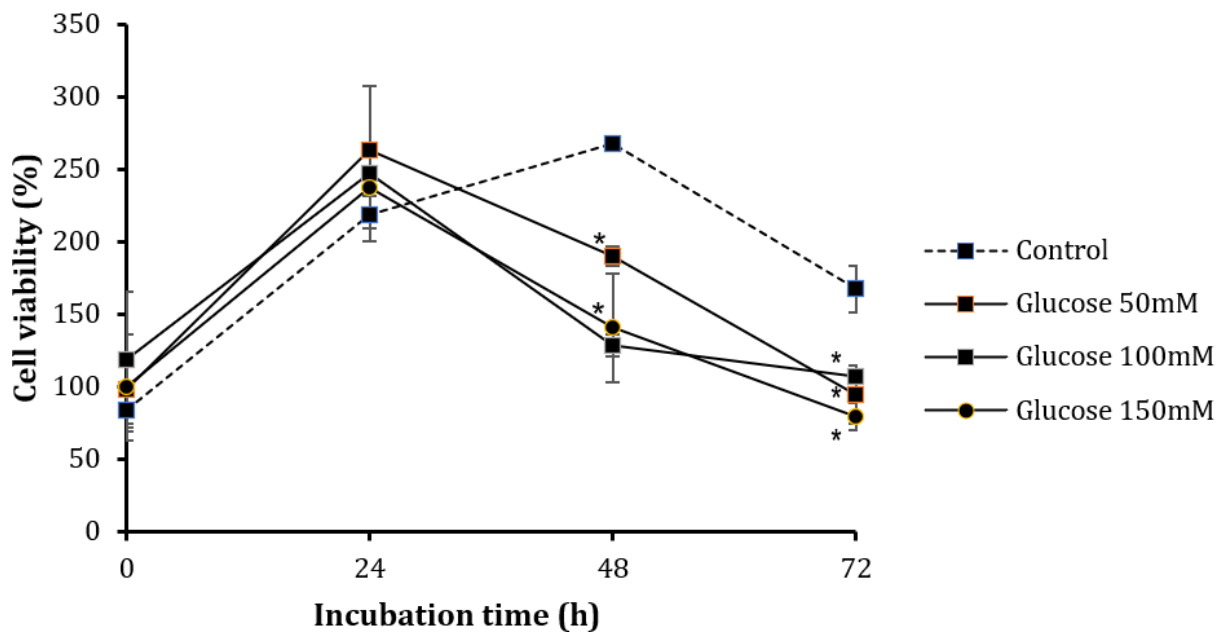 350
300
250
200
150
100
50
0
Cell viability (%)
*
*
*
*
*
0 24 48 72
Incubation time (h)
Control
Glucose 50mM
Glucose 100mM
Glucose 150mM